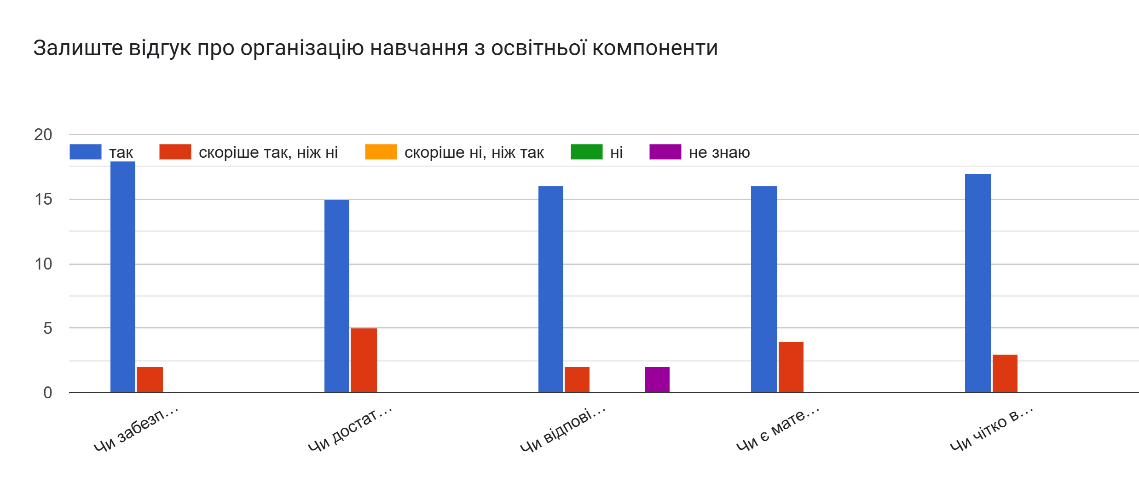 Залиште відгук про організацію навчання з освітньої компоненти
20
так скоріше так, ніж ні скоріше ні, ніж так ні не знаю
15
10
5
0
Чи забезп… Чи достат… Чи відпові… Чи є мате… Чи чітко в…